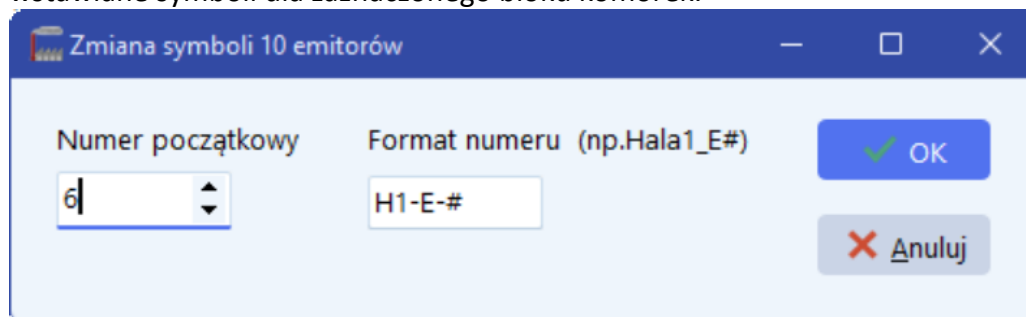 Zmiana symboli 10 emitorów
Numer początkowy
Format numeru (np.Hala1_E#)
OK
6
H1-E-#
Anuluj